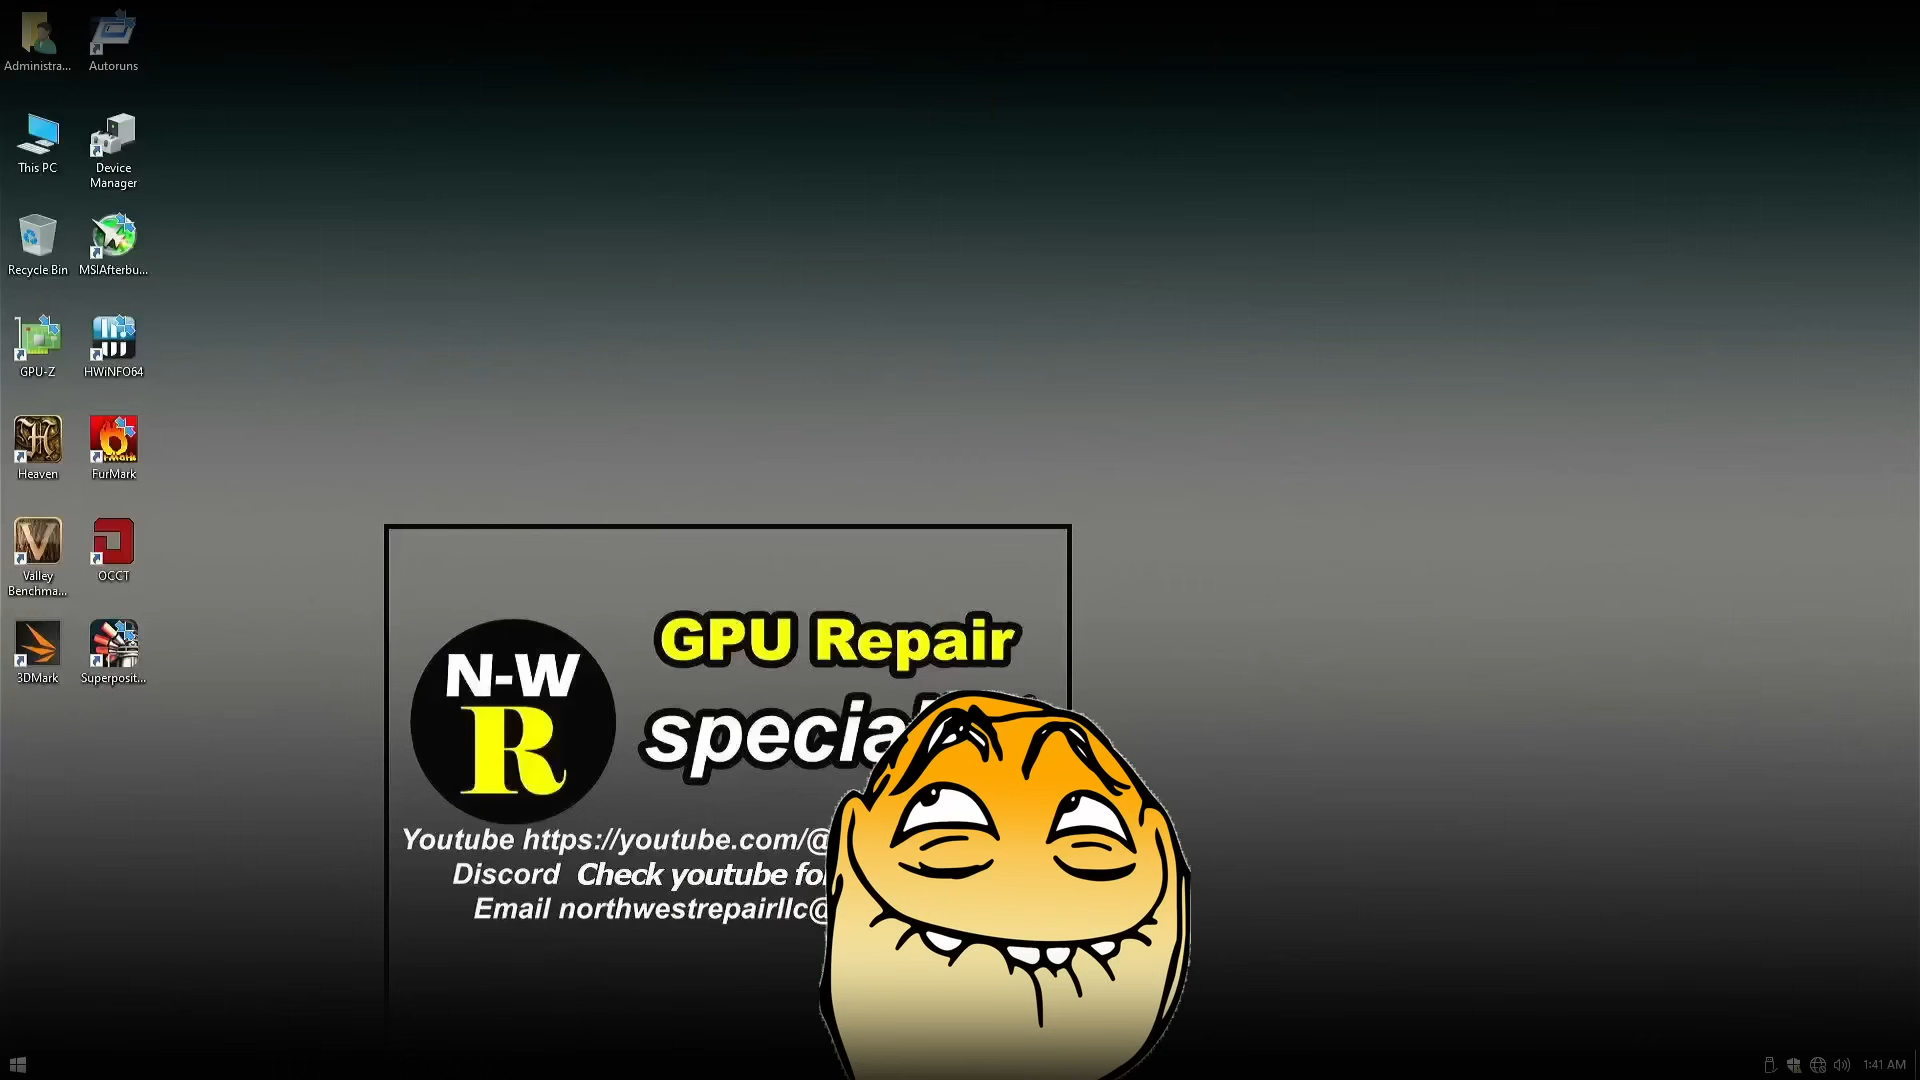 Administra...
Autoruns
This PC
Device
Manager
Recycle Bin
MSIAfterbu...
GPU-Z
HWiNFO64
Heaven
FurMark
Valley
Benchma...
OCCT
3DMark
Superposit...
N-W
R
GPU Repair
specia
Youtube https://youtube.com/@
Discord Check youtube for
Email northwestrepairllc@
1:41 AM